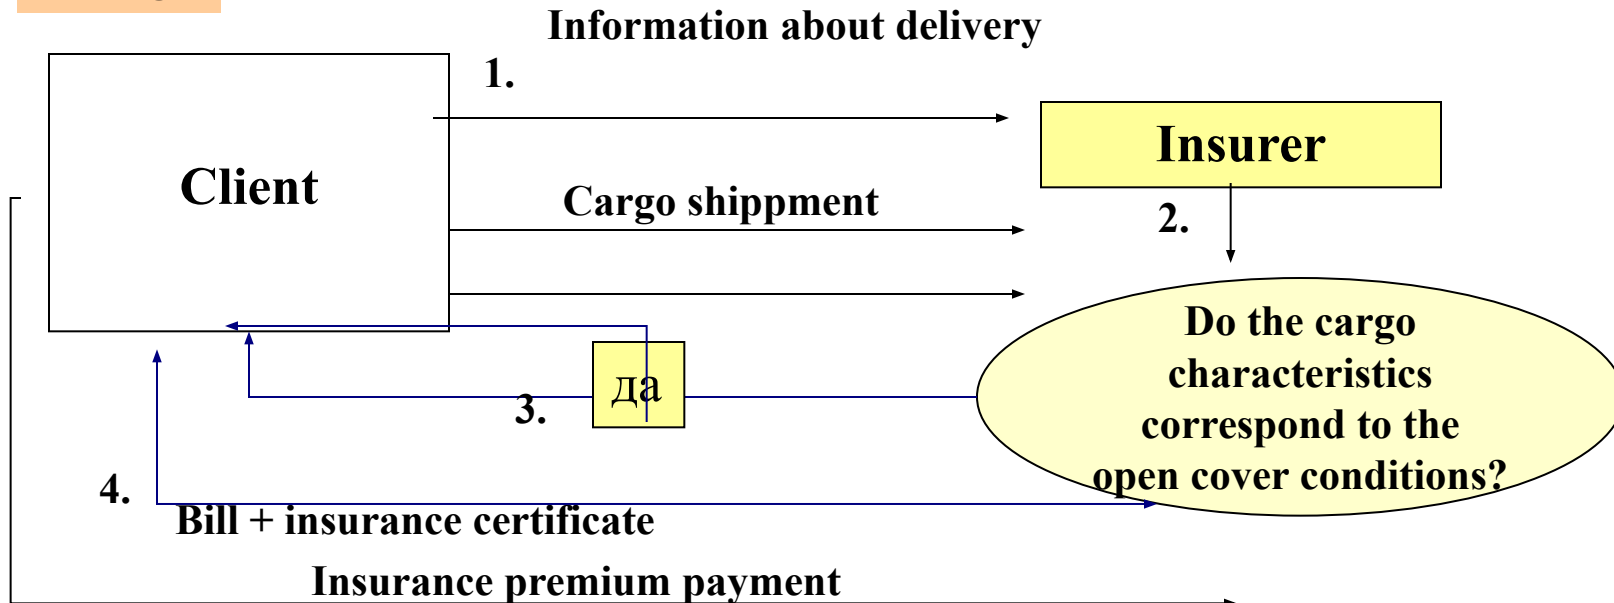 Information about delivery
1.
Client
Insurer
Cargo shippment
2.
Do the cargo
characteristics
correspond to the
open cover conditions?
да
3.
4.
Bill + insurance certificate
Insurance premium payment